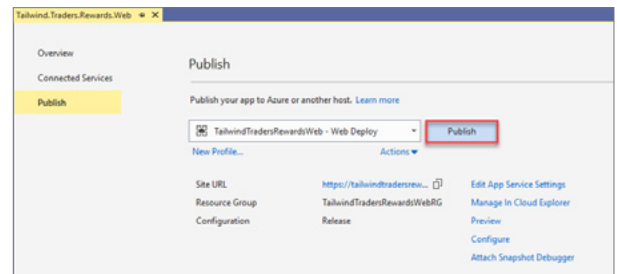 Tailwind.Traders.Rewards.Web
Overview
Connected Services
Publish
Publish
Publish your app to Azure or another host. Learn more
TailwindTradersRewardsWeb - Web Deploy
Publish
New Profile...
Actions
Site URL
https://tailwindtradersrew...
Edit App Service Settings
Resource Group
TailwindTradersRewardsWebRG
Manage In Cloud Explorer
Configuration
Release
Preview
Configure
Attach Snapshot Debugger